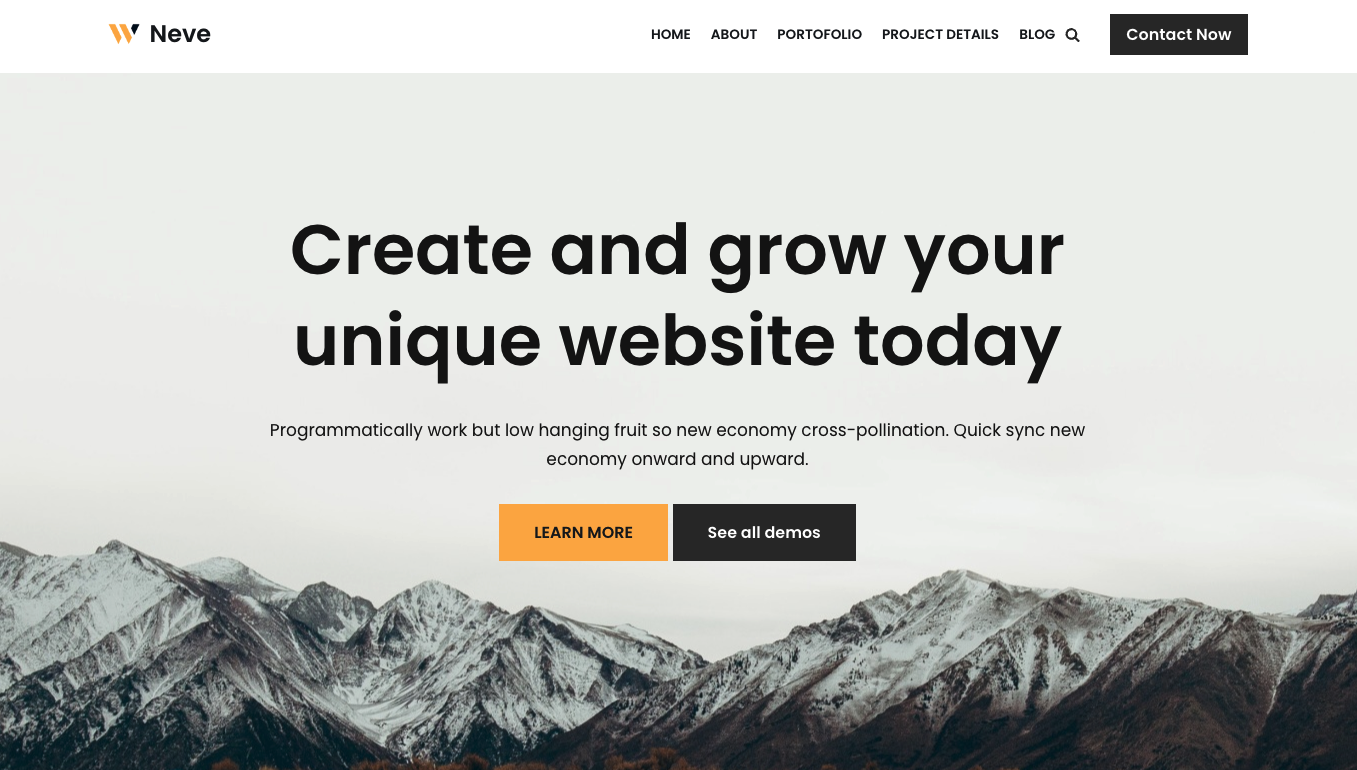 Neve
HOME ABOUT PORTOFOLIO PROJECT DETAILS BLOG
Contact Now
Create and grow your
unique website today
Programmatically work but low hanging fruit so new economy cross-pollination. Quick sync new
economy onward and upward.
LEARN MORE
See all demos